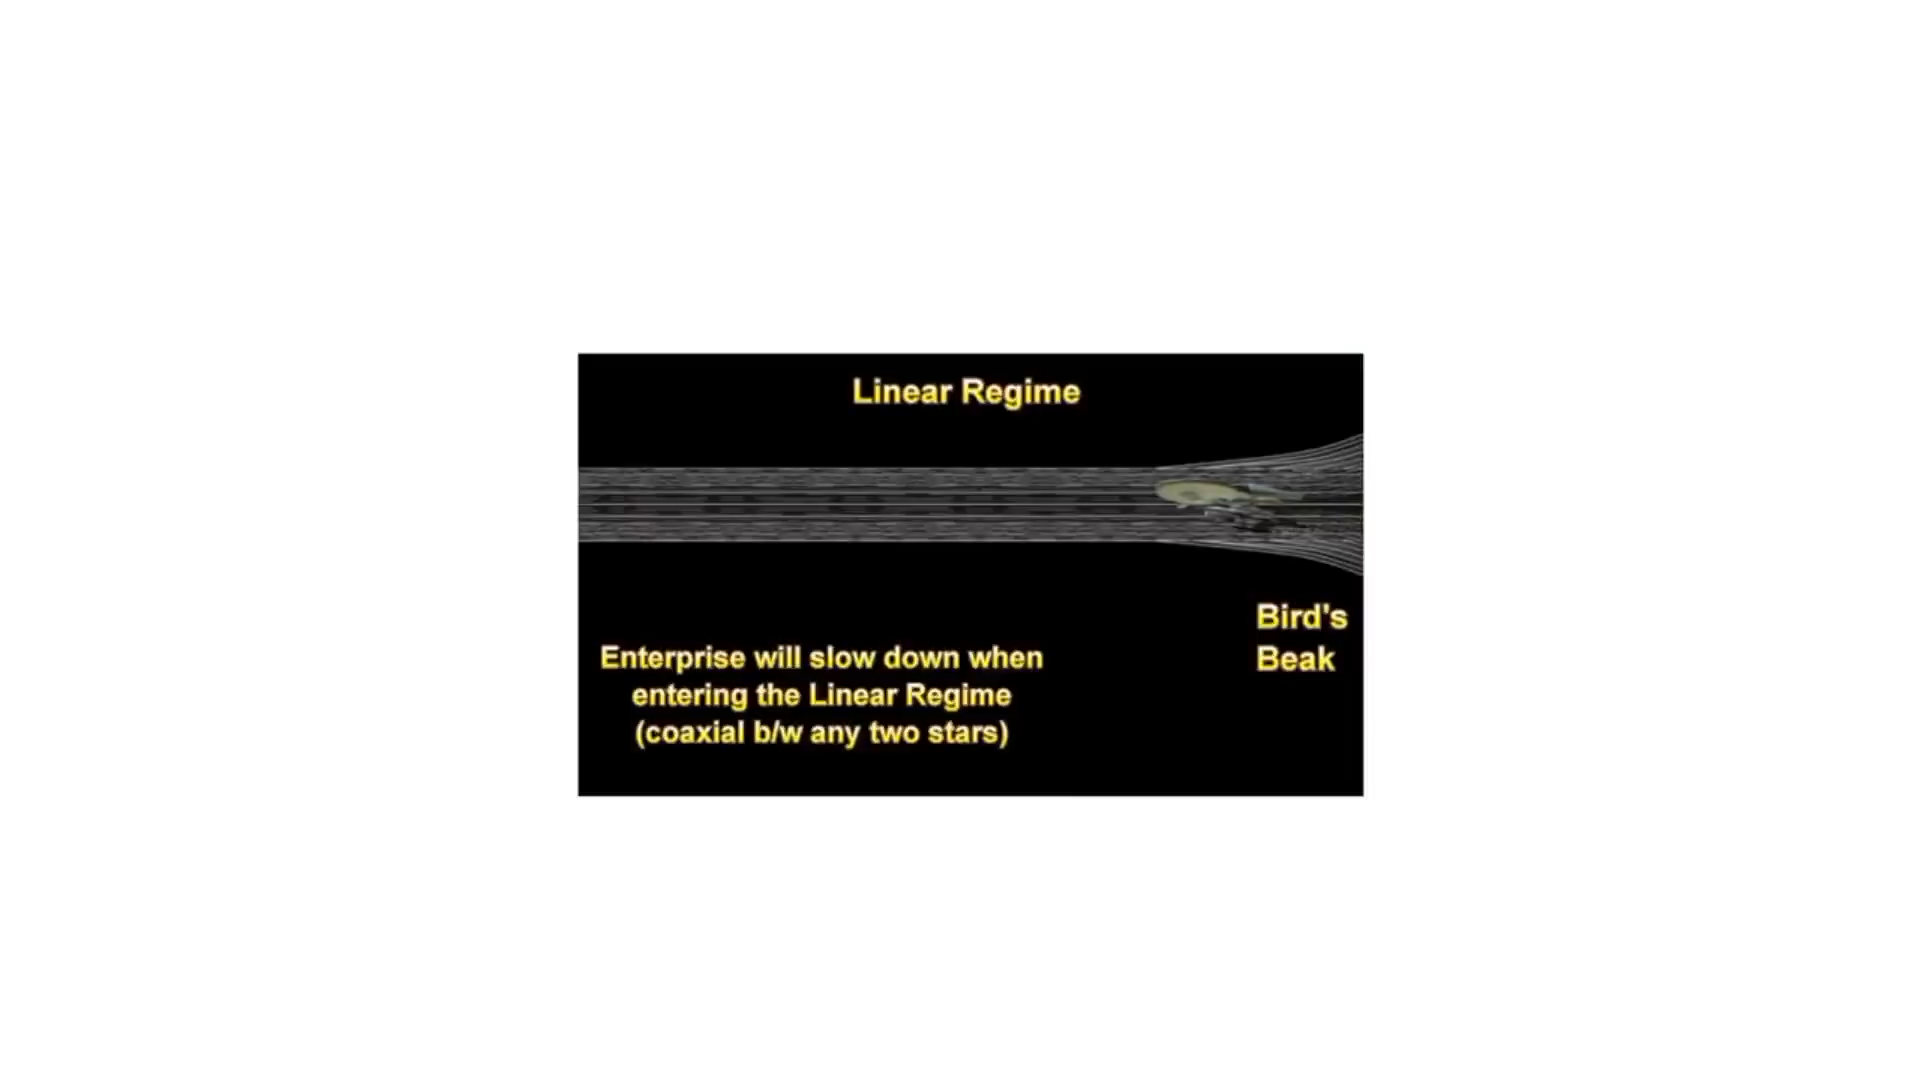 Linear Regime
Bird's
Beak
Enterprise will slow down when
entering the Linear Regime
(coaxial b/w any two stars)